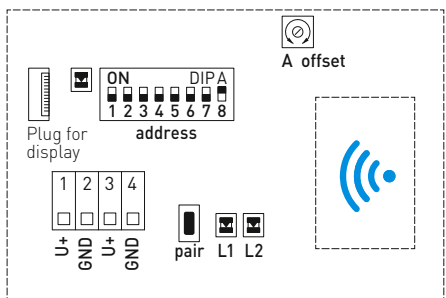 A offset
ON DIP A
1 2 3 4 5 6 7 8
address
Plug for
display
1 2 3 4
U+ GND U+ GND
pair L1 L2